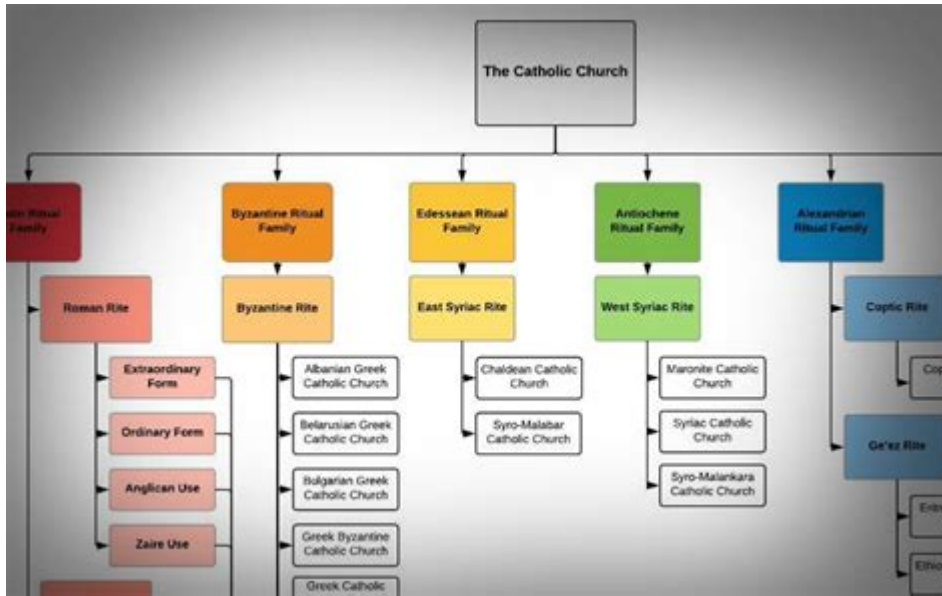 The Catholic Church
Ritual
Family
Byzantine Ritual
Family
Edessean Ritual
Family
Antiochene
Ritual Family
Alexandrian
Ritual Family
Roman Rite
Byzantine Rite
East Syriac Rite
West Syriac Rite
Coptic Rite
Extraordinary
Form
Albanian Greek
Catholic Church
Chaldean Catholic
Church
Maronite Catholic
Church
Ordinary Form
Belarusian Greek
Catholic Church
Syro-Malabar
Catholic Church
Syriac Catholic
Church
Ge'ez Rite
Anglican Use
Bulgarian Greek
Catholic Church
Syro-Malankara
Catholic Church
Zaire Use
Greek Byzantine
Catholic Church
Greek Catholic